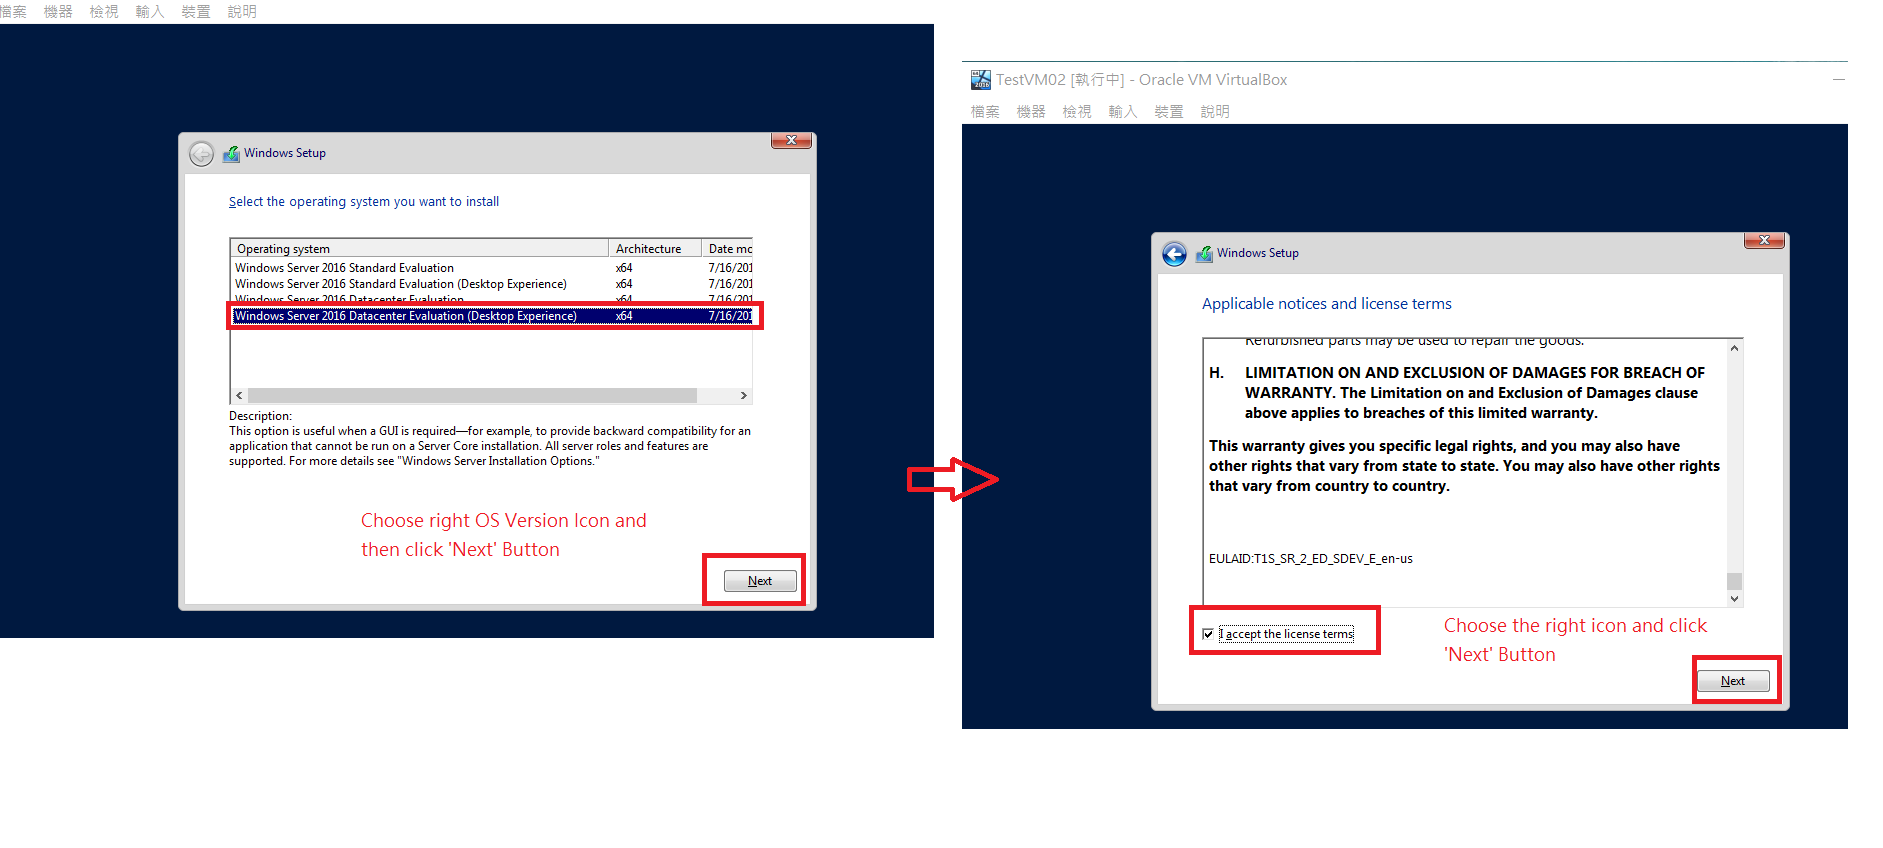 檔案 機器 檢視 輸入 裝置 說明
Windows Setup
Select the operating system you want to install
Operating system Architecture Date mc
Windows Server 2016 Standard Evaluation x64 7/16/201
Windows Server 2016 Standard Evaluation (Desktop Experience) x64 7/16/201
Windows Server 2016 Datacenter Evaluation x64 7/16/201
Windows Server 2016 Datacenter Evaluation (Desktop Experience) x64 7/16/201
Description:
This option is useful when a GUI is required—for example, to provide backward compatibility for an
application that cannot be run on a Server Core installation. All server roles and features are
supported. For more details see "Windows Server Installation Options."
Choose right OS Version Icon and
then click 'Next' Button
Next
TestVM02 [執行中] - Oracle VM VirtualBox
檔案 機器 檢視 輸入 裝置 說明
Windows Setup
Applicable notices and license terms
Refurbished parts may be used to repair the goods.
H. LIMITATION ON AND EXCLUSION OF DAMAGES FOR BREACH OF
WARRANTY. The Limitation on and Exclusion of Damages clause
above applies to breaches of this limited warranty.
This warranty gives you specific legal rights, and you may also have
other rights that vary from state to state. You may also have other rights
that vary from country to country.
EULAID:T1S_SR_2_ED_SDEV_E_en-us
I accept the license terms
Choose the right icon and click
'Next' Button
Next